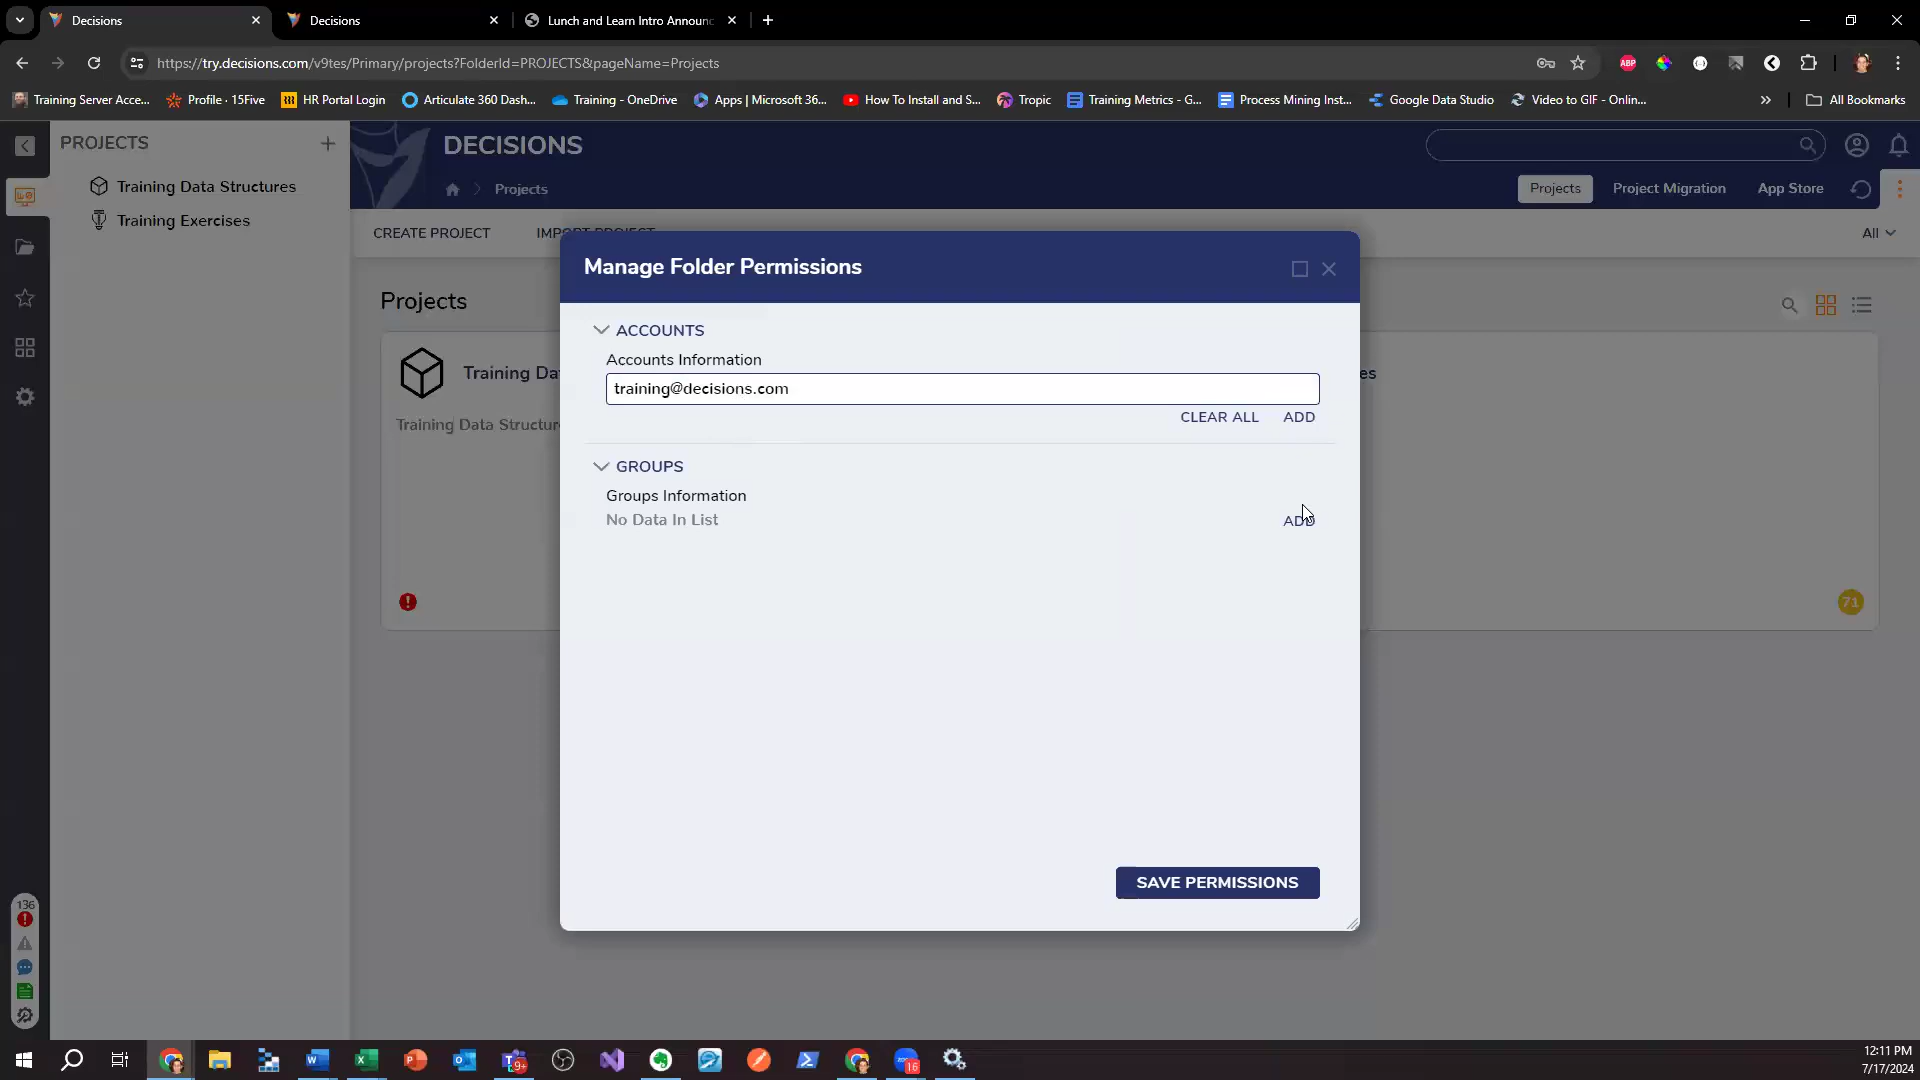 Decisions
Decisions
Lunch and Learn Intro Announc
https://try.decisions.com/v9tes/Primary/projects?FolderId=PROJECTS&pageName=Projects
ABP
Training Server Acce...
Profile · 15Five
HR Portal Login
Articulate 360 Dash...
Training - OneDrive
Apps | Microsoft 36...
How To Install and S...
Tropic
Training Metrics - G...
Process Mining Inst...
Google Data Studio
Video to GIF - Onlin...
All Bookmarks
PROJECTS
Training Data Structures
Training Exercises
DECISIONS
Projects
Projects
Project Migration
App Store
CREATE PROJECT
IMPORT PROJECT
All
Projects
Training Da
es
Training Data Structur
71
Manage Folder Permissions
ACCOUNTS
Accounts Information
training@decisions.com
CLEAR ALL
ADD
GROUPS
Groups Information
No Data In List
ADD
SAVE PERMISSIONS
136
9+
16
12:11 PM
7/17/2024